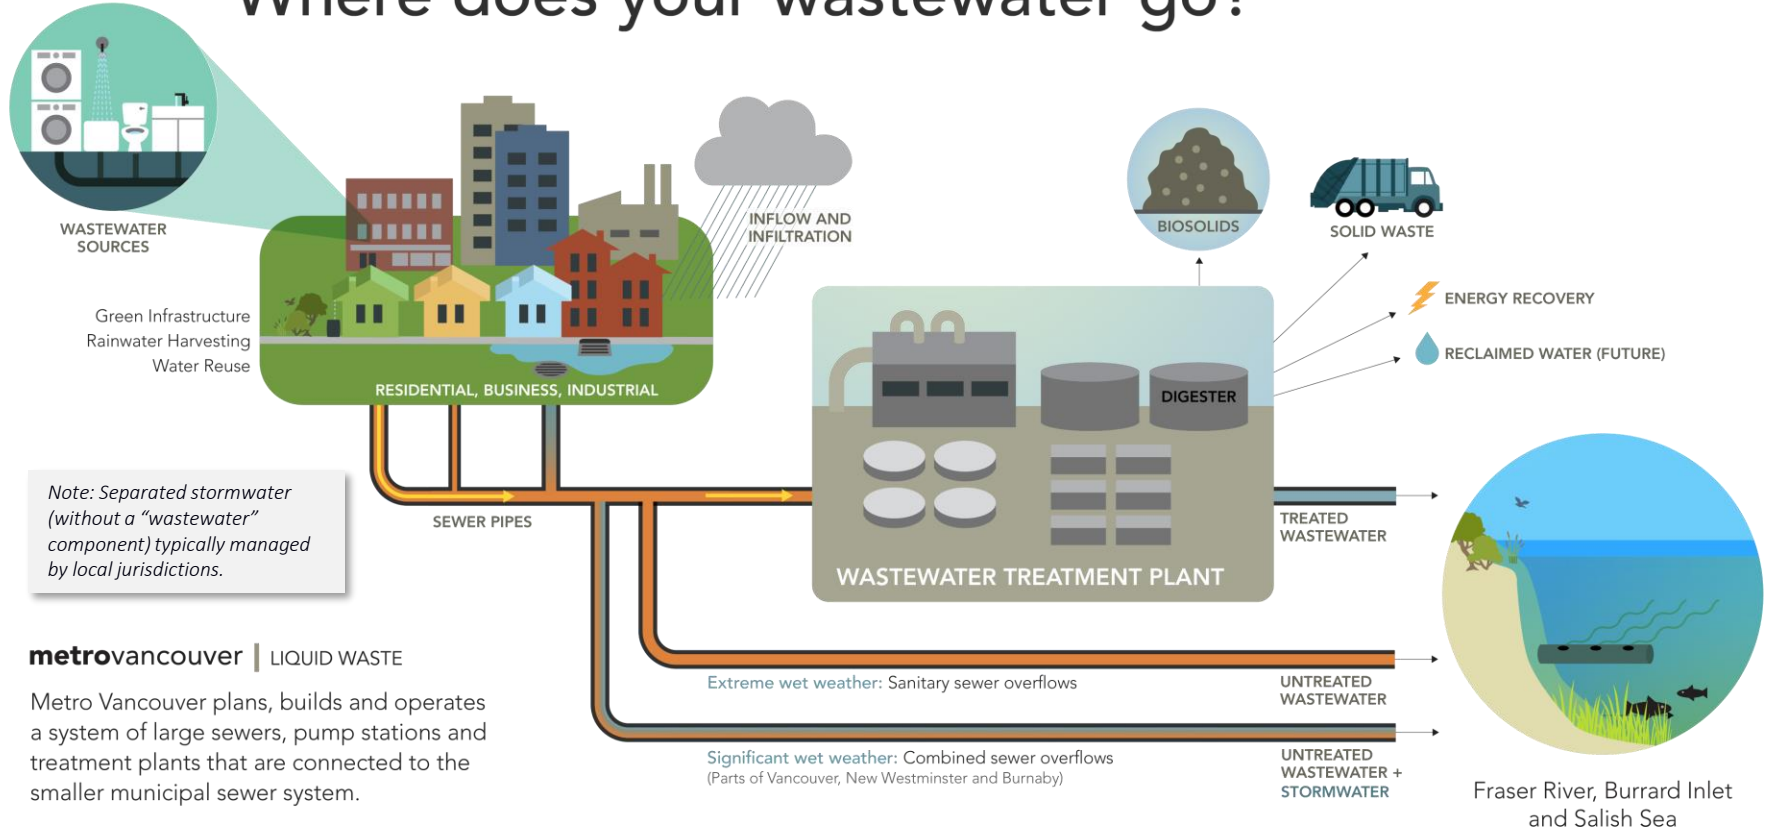 Where does your wastewater go?
WASTEWATER
SOURCES
INFLOW AND
INFILTRATION
BIOSOLIDS
SOLID WASTE
ENERGY RECOVERY
RECLAIMED WATER (FUTURE)
Green Infrastructure
Rainwater Harvesting
Water Reuse
RESIDENTIAL, BUSINESS, INDUSTRIAL
DIGESTER
Note: Separated stormwater
(without a “wastewater”
component) typically managed
by local jurisdictions.
SEWER PIPES
WASTEWATER TREATMENT PLANT
TREATED
WASTEWATER
Extreme wet weather: Sanitary sewer overflows
UNTREATED
WASTEWATER
Significant wet weather: Combined sewer overflows
(Parts of Vancouver, New Westminster and Burnaby)
UNTREATED
WASTEWATER +
STORMWATER
metrovancouver | LIQUID WASTE
Metro Vancouver plans, builds and operates
a system of large sewers, pump stations and
treatment plants that are connected to the
smaller municipal sewer system.
Fraser River, Burrard Inlet
and Salish Sea